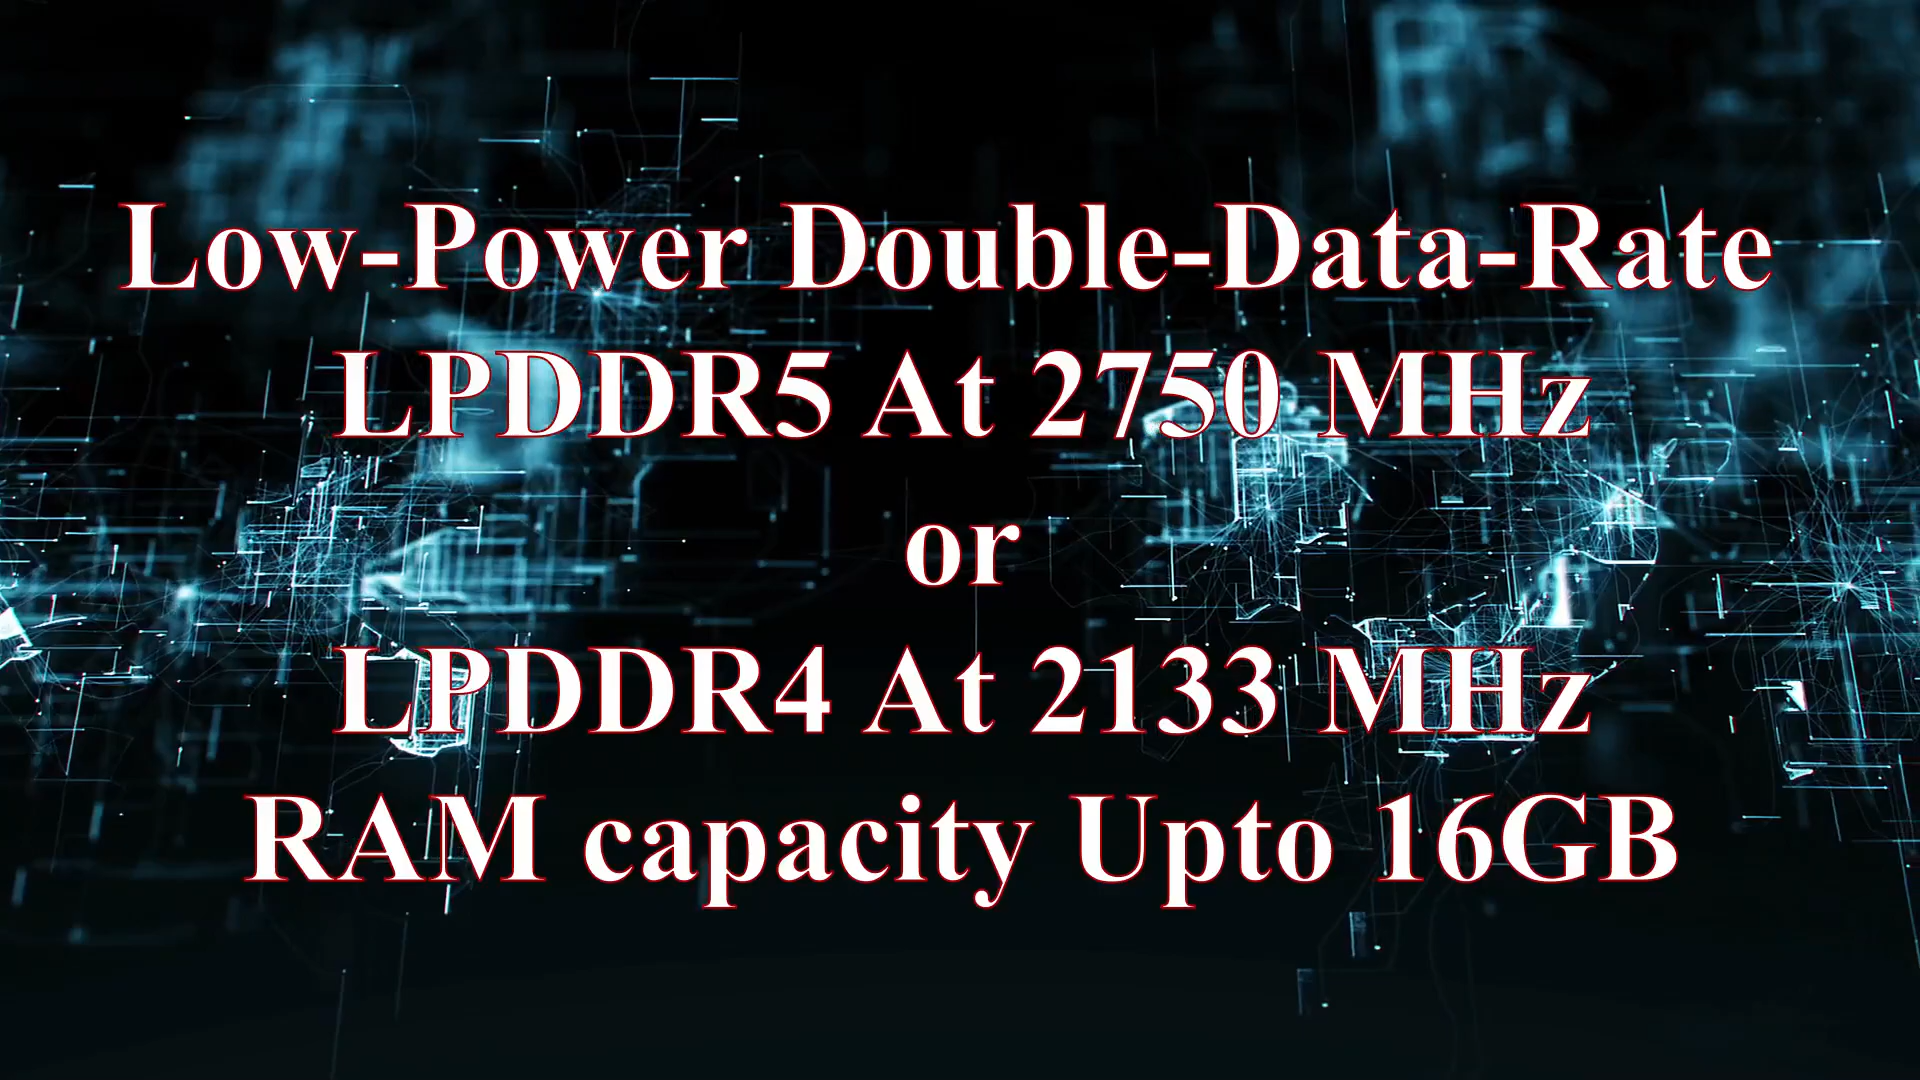 Low-Power Double-Data-Rate
LPDDR5 At 2750 MHz
or
LPDDR4 At 2133 MHz
RAM capacity Upto 16GB